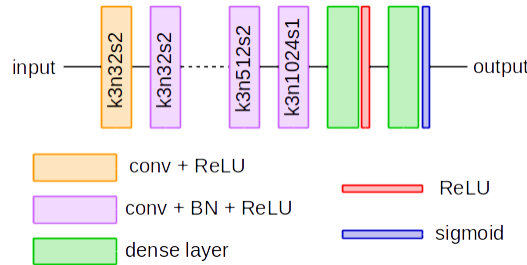 input
k3n32s2
k3n32s2
k3n512s2
k3n1024s1
output
conv + ReLU
conv + BN + ReLU
dense layer
ReLU
sigmoid